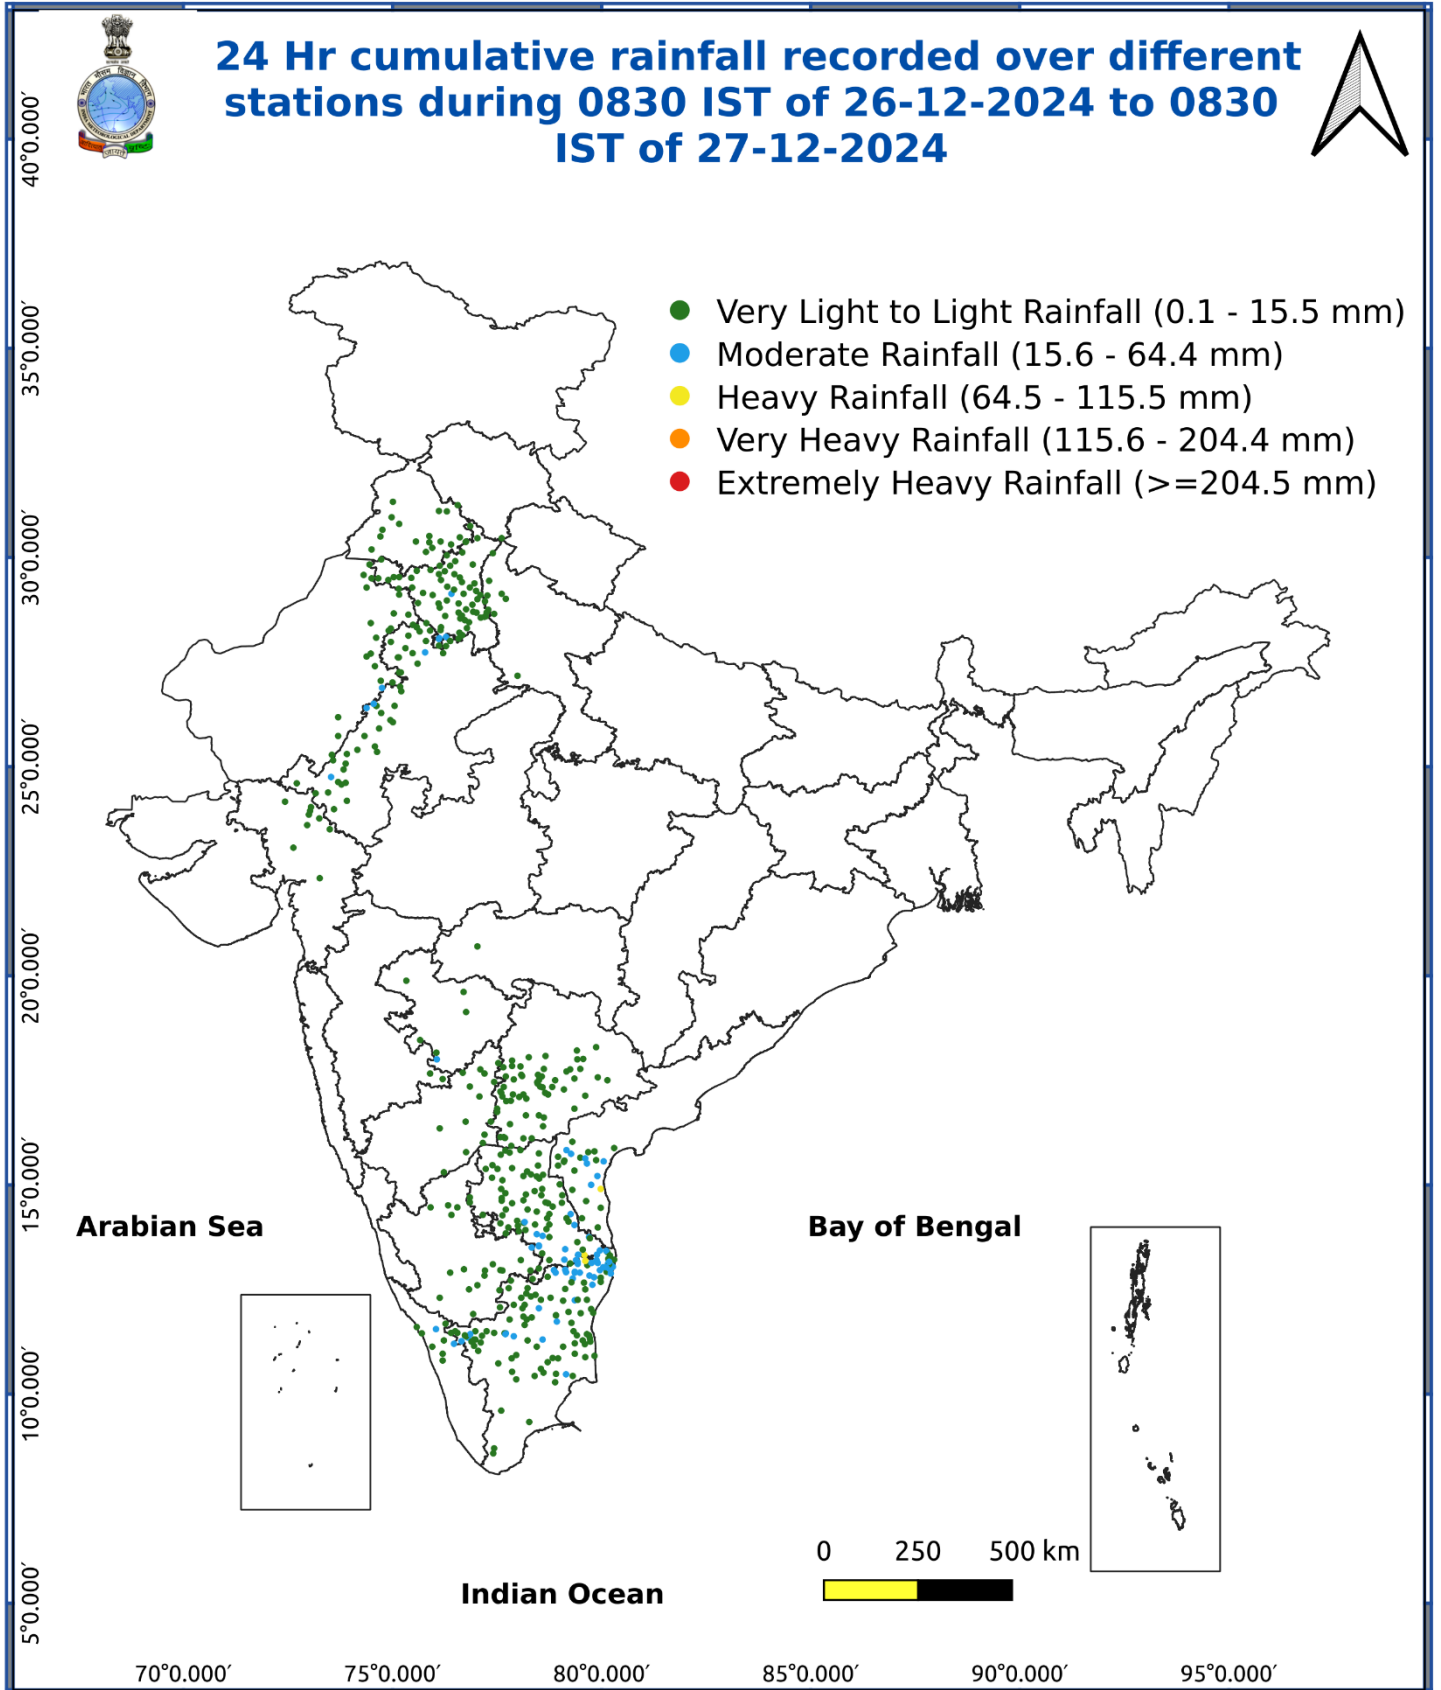 24 Hr cumulative rainfall recorded over different
stations during 0830 IST of 26-12-2024 to 0830
IST of 27-12-2024
Very Light to Light Rainfall (0.1 - 15.5 mm)
Moderate Rainfall (15.6 - 64.4 mm)
Heavy Rainfall (64.5 - 115.5 mm)
Very Heavy Rainfall (115.6 - 204.4 mm)
Extremely Heavy Rainfall (>=204.5 mm)
40°0.000′
35°0.000′
30°0.000′
25°0.000′
20°0.000′
15°0.000′
10°0.000′
5°0.000′
Arabian Sea
Bay of Bengal
Indian Ocean
0 250 500 km
70°0.000′ 75°0.000′ 80°0.000′ 85°0.000′ 90°0.000′ 95°0.000′